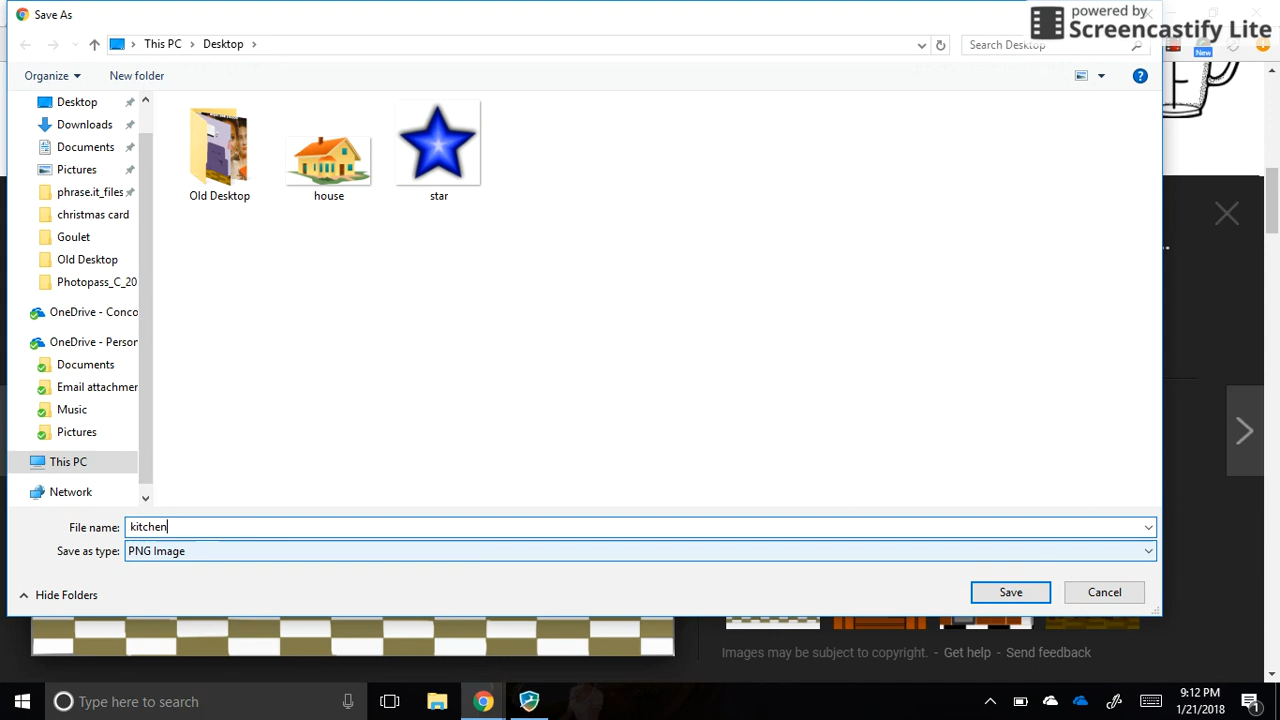 Save As
powered by
Screencastify Lite
This PC
Desktop
Search Desktop
Organize
New folder
New
Desktop
Downloads
Documents
Pictures
phrase.it_files
christmas card
Goulet
Old Desktop
Photopass_C_20
OneDrive - Conco
OneDrive - Person
Documents
Email attachmer
Music
Pictures
This PC
Network
Old Desktop
house
star
File name: kitchen
Save as type: PNG Image
Hide Folders
Save
Cancel
Images may be subject to copyright. - Get help - Send feedback
Type here to search
9:12 PM
1/21/2018
1